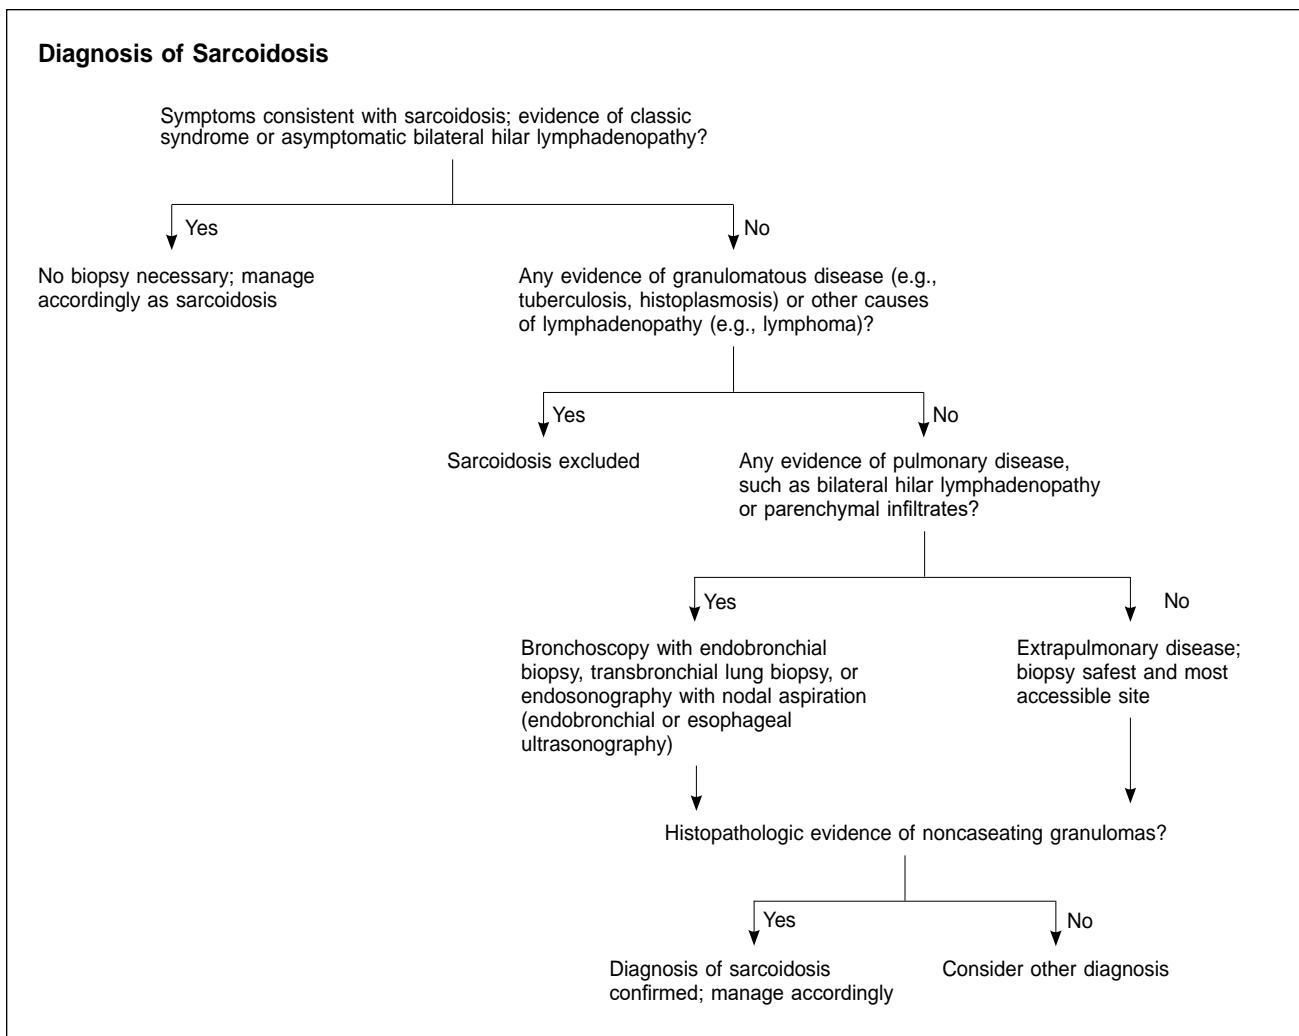 Diagnosis of Sarcoidosis
Symptoms consistent with sarcoidosis; evidence of classic
syndrome or asymptomatic bilateral hilar lymphadenopathy?
Yes
No
No biopsy necessary; manage
accordingly as sarcoidosis
Any evidence of granulomatous disease (e.g.,
tuberculosis, histoplasmosis) or other causes
of lymphadenopathy (e.g., lymphoma)?
Yes
No
Sarcoidosis excluded
Any evidence of pulmonary disease,
such as bilateral hilar lymphadenopathy
or parenchymal infiltrates?
Yes
No
Bronchoscopy with endobronchial
biopsy, transbronchial lung biopsy, or
endosonography with nodal aspiration
(endobronchial or esophageal
ultrasonography)
Extrapulmonary disease;
biopsy safest and most
accessible site
Histopathologic evidence of noncaseating granulomas?
Yes
No
Diagnosis of sarcoidosis
confirmed; manage accordingly
Consider other diagnosis